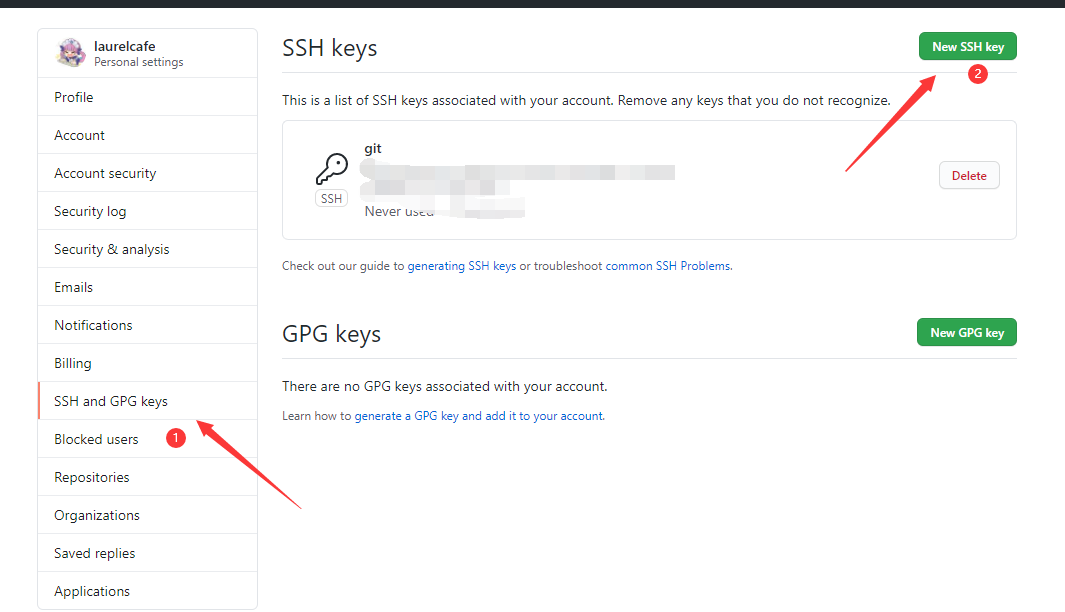 laurelcafe
Personal settings
Profile
Account
Account security
Security log
Security & analysis
Emails
Notifications
Billing
SSH and GPG keys
Blocked users
1
Repositories
Organizations
Saved replies
Applications
SSH keys
New SSH key
2
This is a list of SSH keys associated with your account. Remove any keys that you do not recognize.
git
SSH
Never used
Delete
Check out our guide to generating SSH keys or troubleshoot common SSH Problems.
GPG keys
New GPG key
There are no GPG keys associated with your account.
Learn how to generate a GPG key and add it to your account.